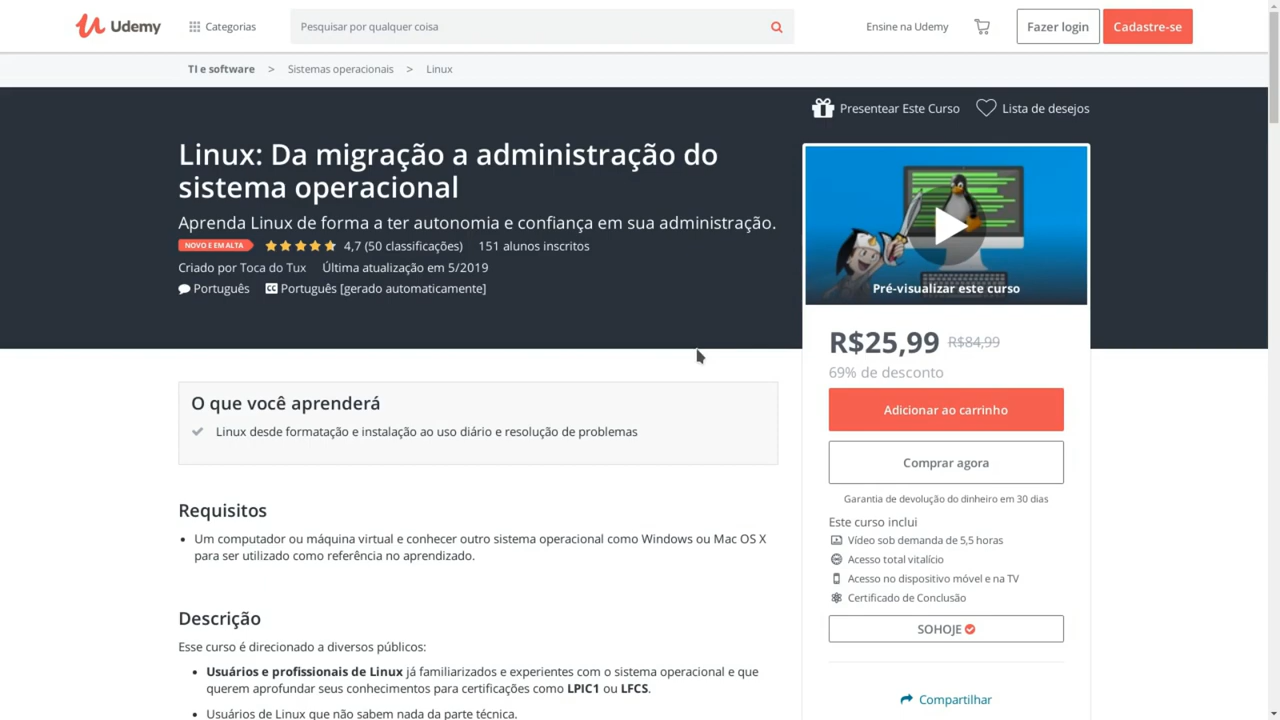 Udemy
Categorias
Pesquisar por qualquer coisa
Ensine na Udemy
Fazer login
Cadastre-se
TI e software > Sistemas operacionais > Linux
Presentear Este Curso
Lista de desejos
Linux: Da migração a administração do
sistema operacional
Aprenda Linux de forma a ter autonomia e confiança em sua administração.
NOVO E EM ALTA 4,7 (50 classificações) 151 alunos inscritos
Criado por Toca do Tux Última atualização em 5/2019
Português Português [gerado automaticamente]
Pré-visualizar este curso
R$25,99 R$84,99
69% de desconto
Adicionar ao carrinho
Comprar agora
Garantia de devolução do dinheiro em 30 dias
Este curso inclui
Vídeo sob demanda de 5,5 horas
Acesso total vitalício
Acesso no dispositivo móvel e na TV
Certificado de Conclusão
SOHOJE
Compartilhar
O que você aprenderá
Linux desde formatação e instalação ao uso diário e resolução de problemas
Requisitos
• Um computador ou máquina virtual e conhecer outro sistema operacional como Windows ou Mac OS X
para ser utilizado como referência no aprendizado.
Descrição
Esse curso é direcionado a diversos públicos:
• Usuários e profissionais de Linux já familiarizados e experientes com o sistema operacional e que
querem aprofundar seus conhecimentos para certificações como LPIC1 ou LFCS.
• Usuários de Linux que não sabem nada da parte técnica.